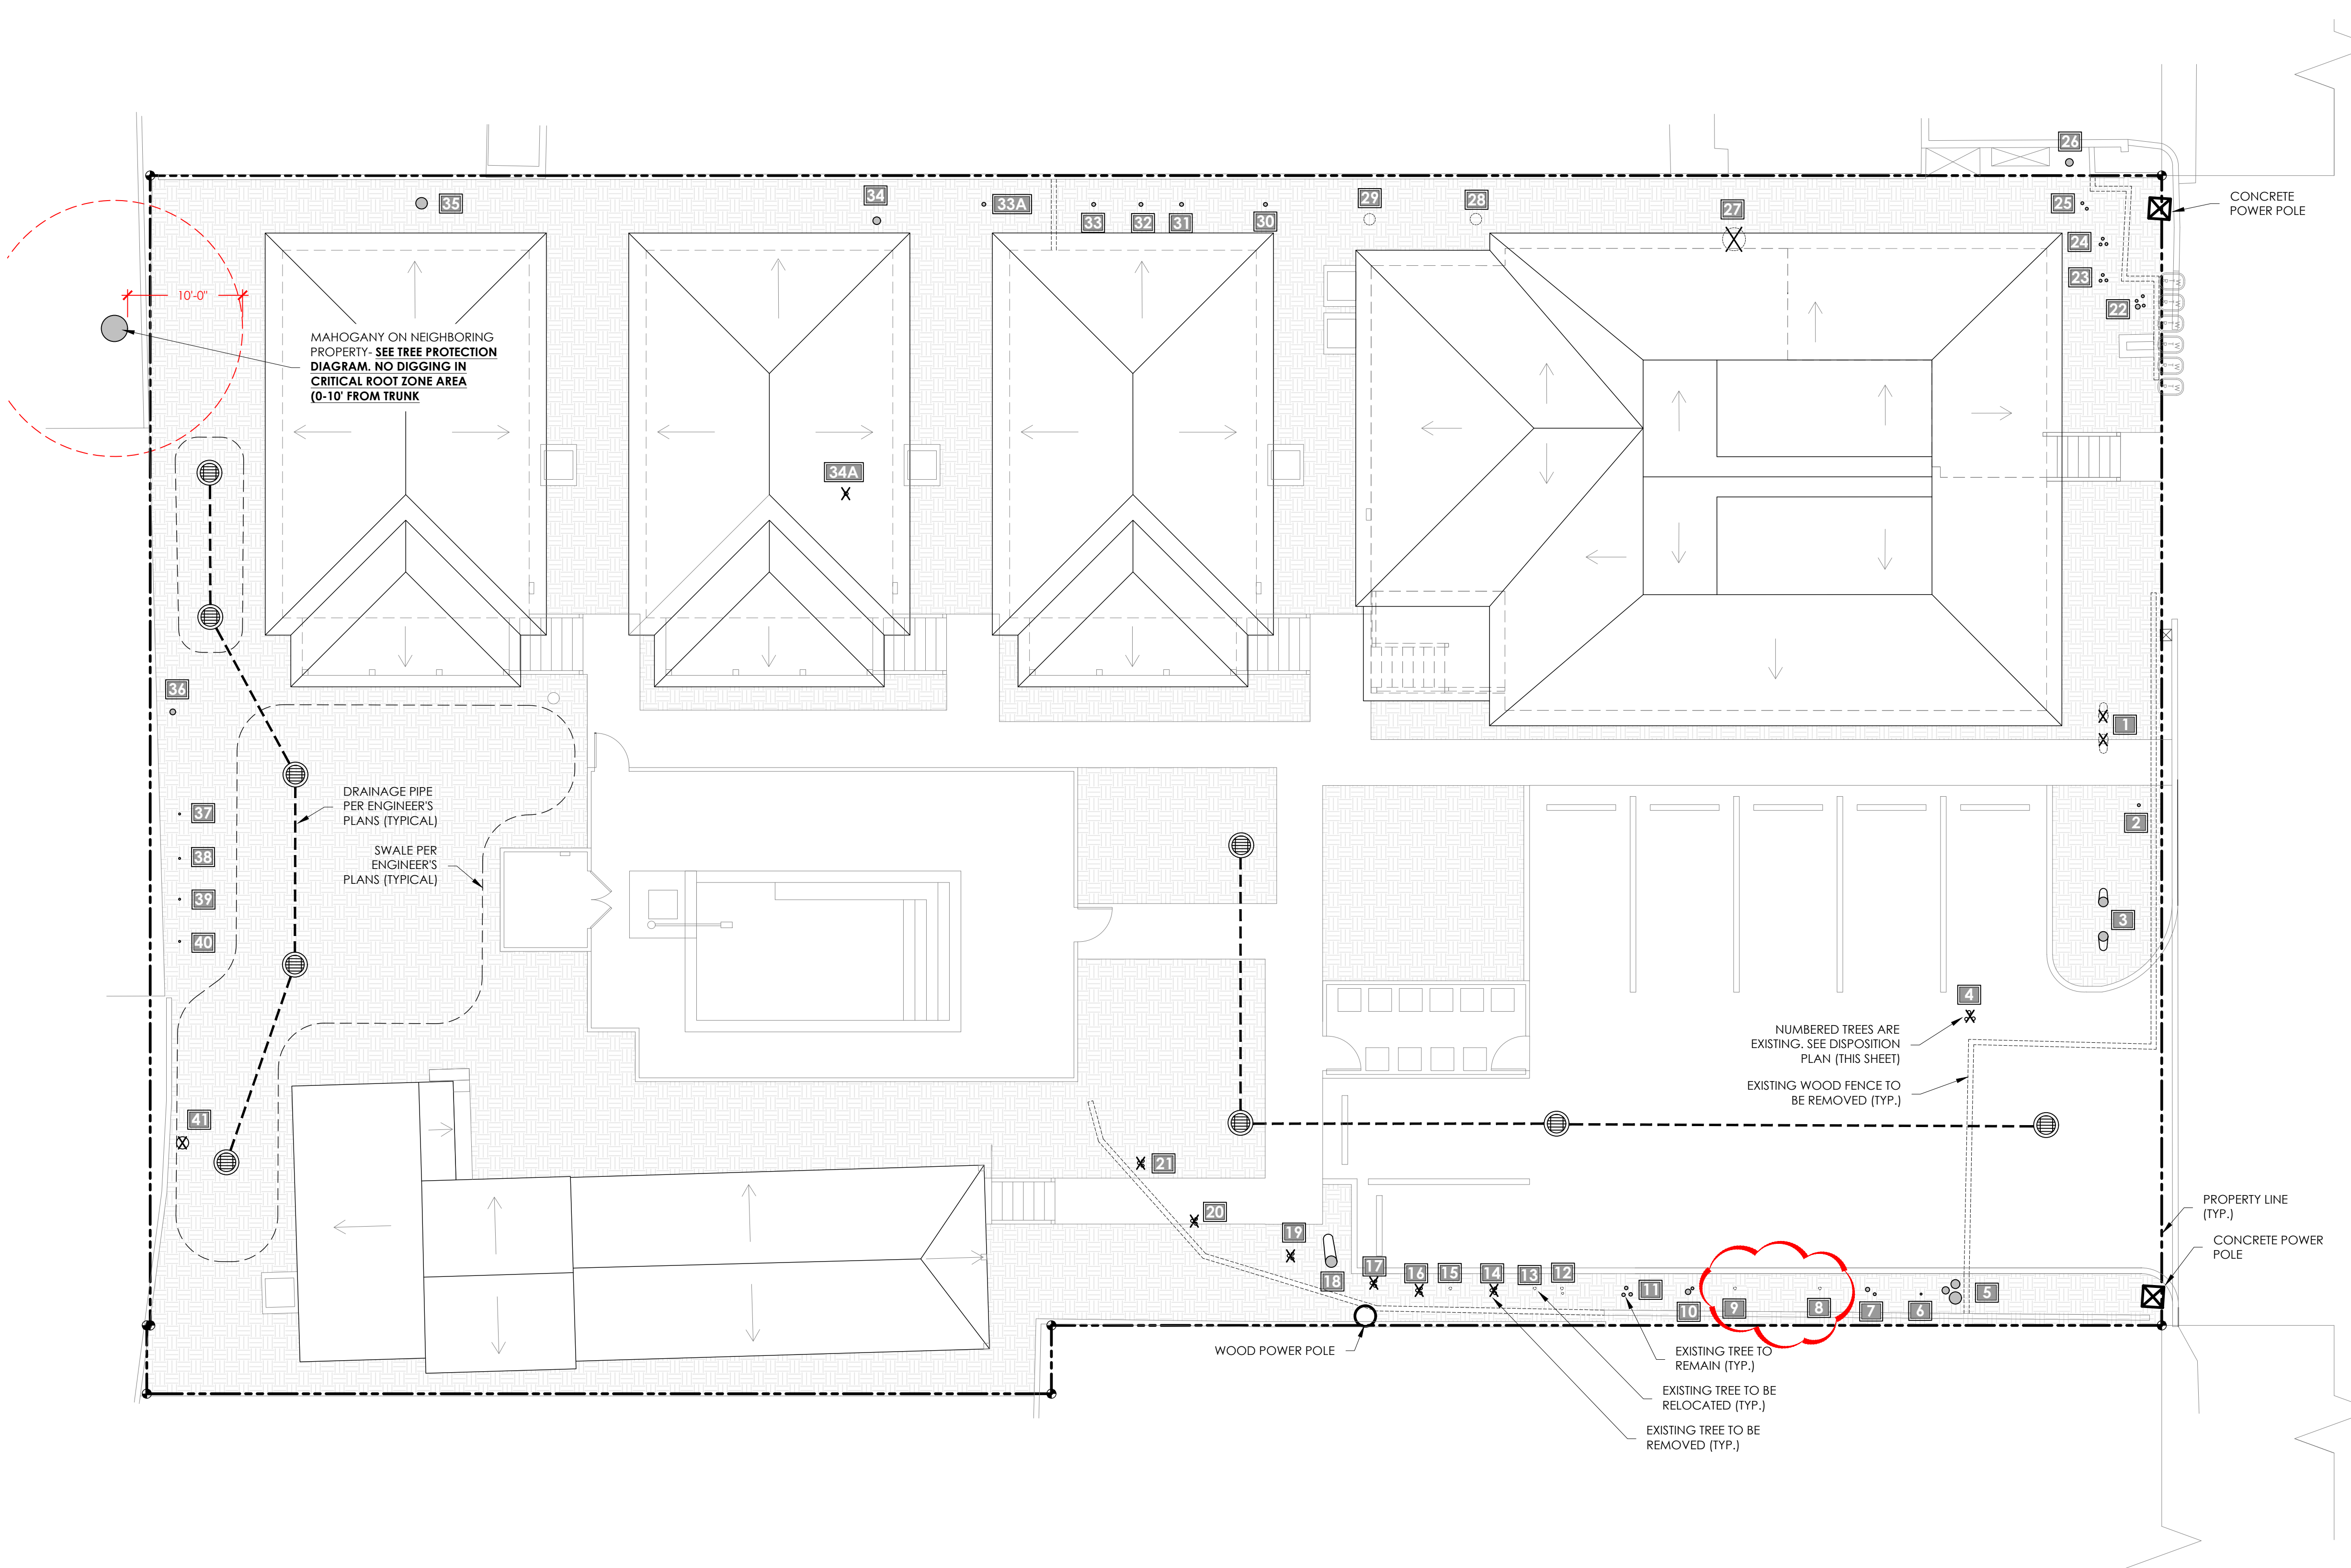 26
CONCRETE
POWER POLE
35
34
33A
33
32
31
30
29
28
27
25
24
23
22
10'-0"
MAHOGANY ON NEIGHBORING
PROPERTY- SEE TREE PROTECTION
DIAGRAM. NO DIGGING IN
CRITICAL ROOT ZONE AREA
(0-10' FROM TRUNK
34A
36
1
DRAINAGE PIPE
PER ENGINEER'S
PLANS (TYPICAL)
37
2
SWALE PER
ENGINEER'S
PLANS (TYPICAL)
38
39
3
40
4
NUMBERED TREES ARE
EXISTING. SEE DISPOSITION
PLAN (THIS SHEET)
EXISTING WOOD FENCE TO
BE REMOVED (TYP.)
41
21
20
19
PROPERTY LINE
(TYP.)
CONCRETE POWER
POLE
18
17
16
15
14
13
12
11
10
9
8
7
6
5
WOOD POWER POLE
EXISTING TREE TO
REMAIN (TYP.)
EXISTING TREE TO BE
RELOCATED (TYP.)
EXISTING TREE TO BE
REMOVED (TYP.)